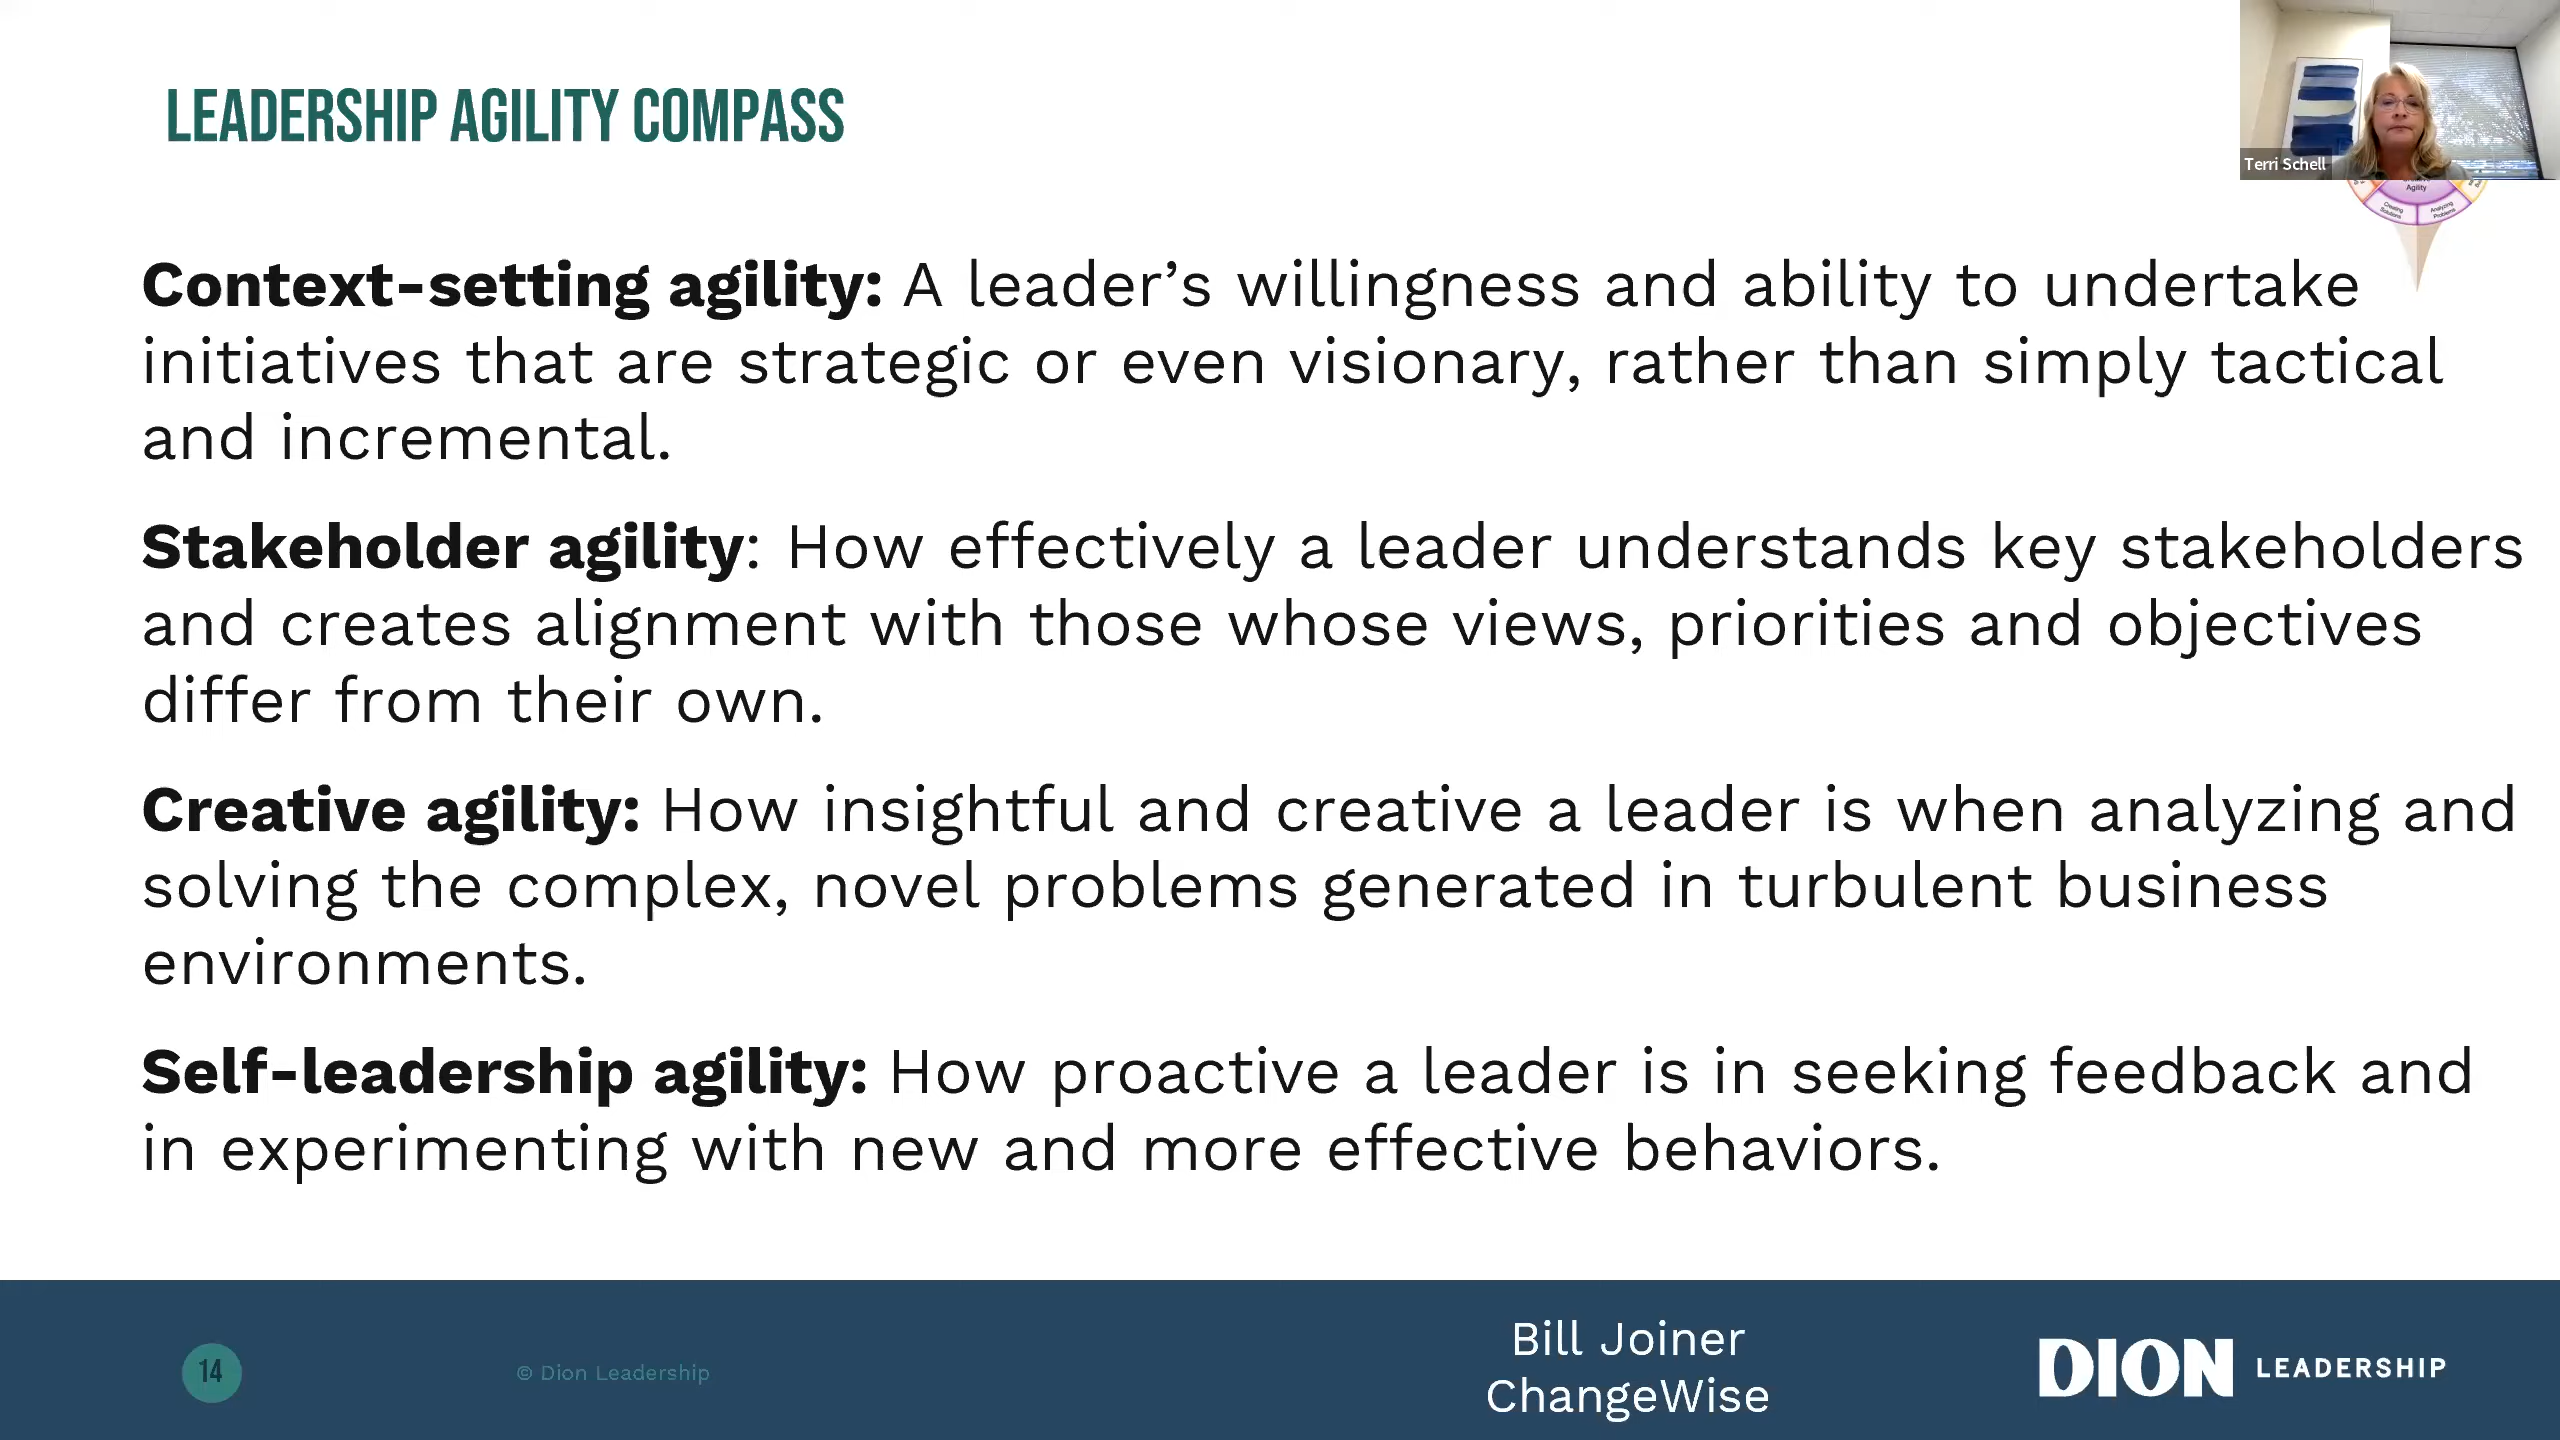 LEADERSHIP AGILITY COMPASS
Terri Schell
Agility
Creating
Solutions
Analyzing
Problems
Context-setting agility: A leader’s willingness and ability to undertake
initiatives that are strategic or even visionary, rather than simply tactical
and incremental.
Stakeholder agility: How effectively a leader understands key stakeholders
and creates alignment with those whose views, priorities and objectives
differ from their own.
Creative agility: How insightful and creative a leader is when analyzing and
solving the complex, novel problems generated in turbulent business
environments.
Self-leadership agility: How proactive a leader is in seeking feedback and
in experimenting with new and more effective behaviors.
14
© Dion Leadership
Bill Joiner
ChangeWise
DION LEADERSHIP